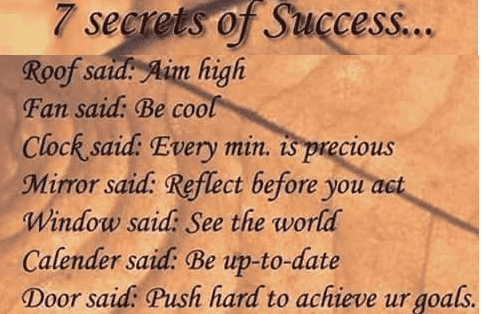 7 secrets of Success...
Roof said: Aim high
Fan said: Be cool
Clock said: Every min. is precious
Mirror said: Reflect before you act
Window said: See the world
Calender said: Be up-to-date
Door said: Push hard to achieve ur goals.